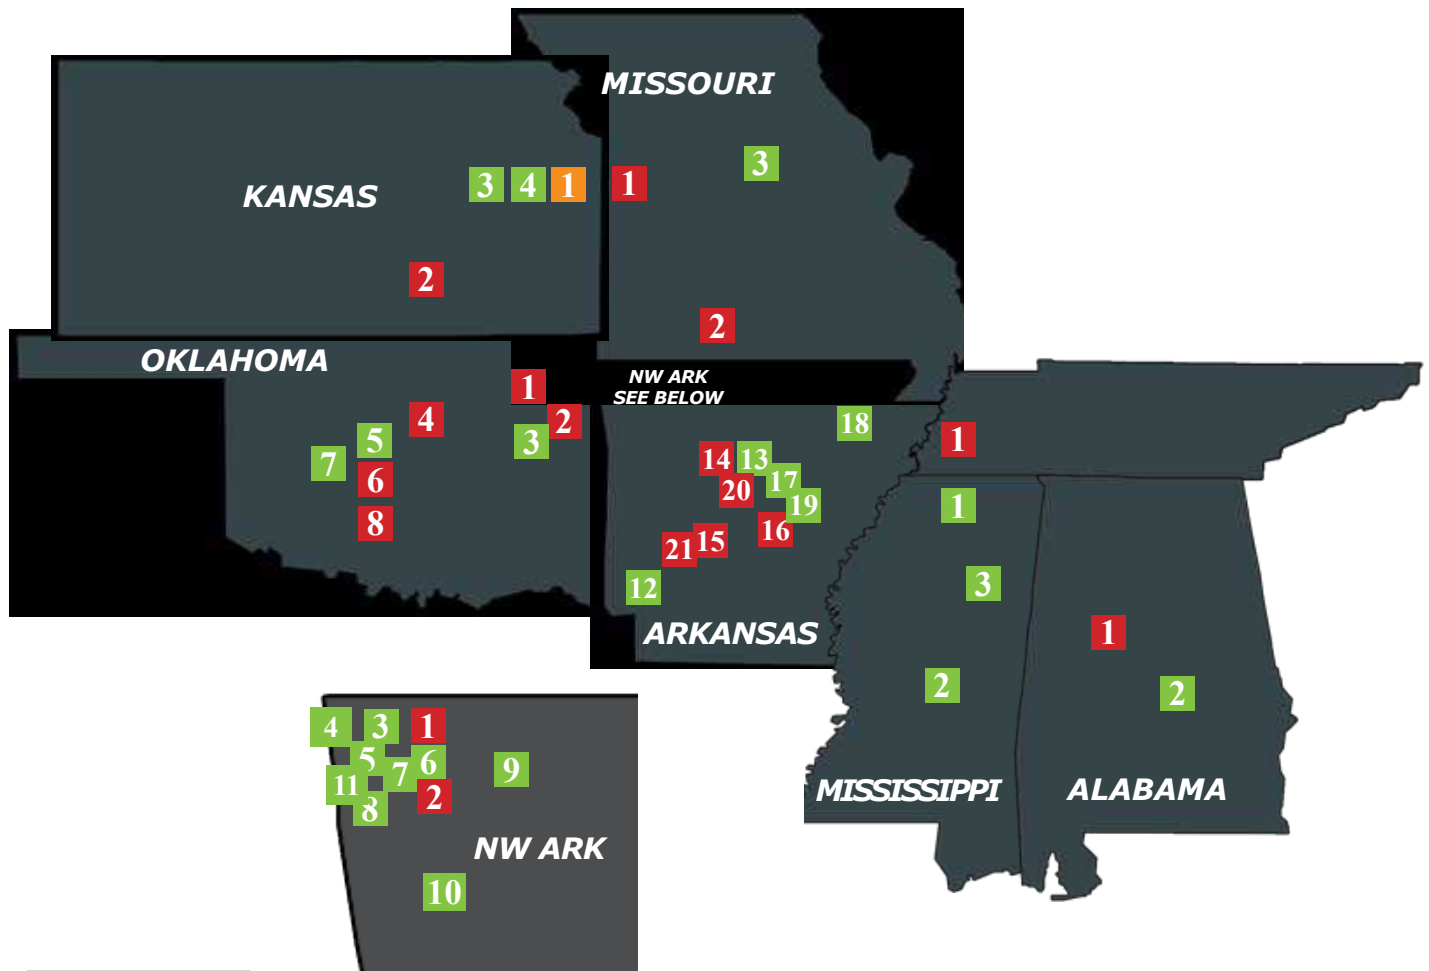 MISSOURI
3
3 4 1 1
KANSAS
2
2
OKLAHOMA
NW ARK
SEE BELOW
1
4 2
18
5 3 1
7 14 13
6 17
20 19
1
8 16
15
21
12 3
ARKANSAS 1
2 2
4 3 1
5 6
7 9
11
2
8
MISSISSIPPI ALABAMA
NW ARK
10